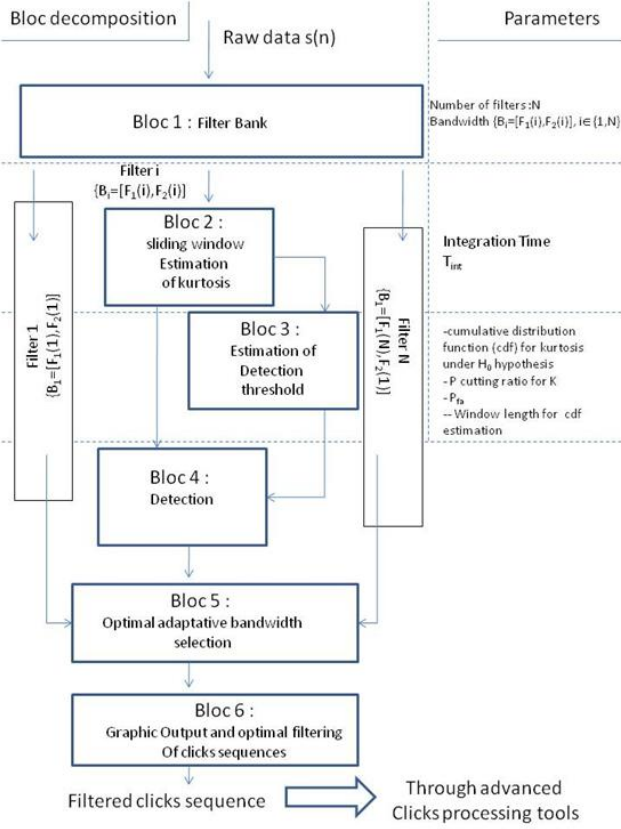 Bloc decomposition
Parameters
Raw data s(n)
Bloc 1 : Filter Bank
Number of filters :N
Bandwidth {Bᵢ=[F₁(i),F₂(i)], i∈{1,N}
Filter i
{Bᵢ=[F₁(i),F₂(i)]
Bloc 2 :
sliding window
Estimation
of kurtosis
Integration Time
T_int
Filter 1
{B₁=[F₁(1),F₂(1)]
Filter N
{B₁=[F₁(N),F₂(1)]
Bloc 3 :
Estimation of
Detection
threshold
-cumulative distribution
function (cdf) for kurtosis
under H₀ hypothesis
- P cutting ratio for K
- P_fa
-- Window length for cdf
estimation
Bloc 4 :
Detection
Bloc 5 :
Optimal adaptative bandwidth
selection
Bloc 6 :
Graphic Output and optimal filtering
Of clicks sequences
Filtered clicks sequence
Through advanced
Clicks processing tools